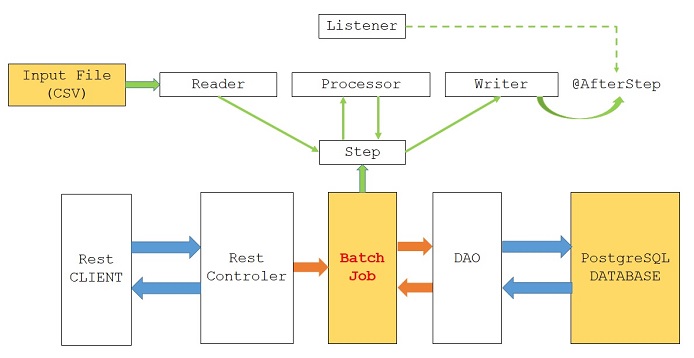 Listener
Input File
(CSV)
Reader
Processor
Writer
@AfterStep
Step
Rest
CLIENT
Rest
Controler
Batch
Job
DAO
PostgreSQL
DATABASE